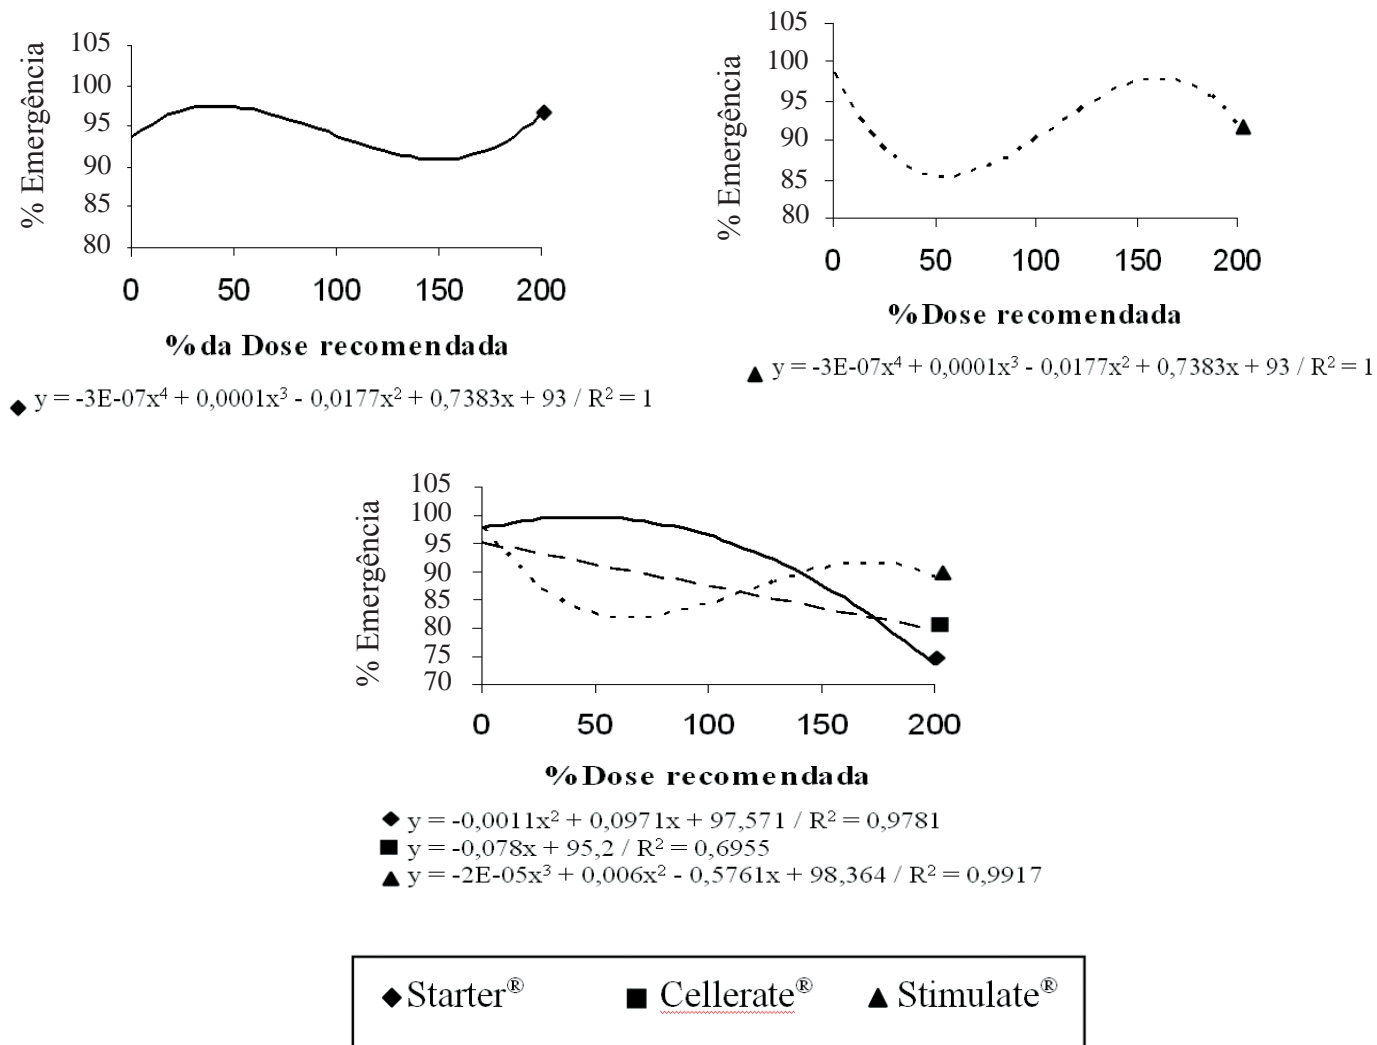 % Emergência
105
100
95
90
85
80
0 50 100 150 200
% da Dose recomendada
◆ y = -3E-07x⁴ + 0,0001x³ - 0,0177x² + 0,7383x + 93 / R² = 1
% Emergência
105
100
95
90
85
80
0 50 100 150 200
% Dose recomendada
▲ y = -3E-07x⁴ + 0,0001x³ - 0,0177x² + 0,7383x + 93 / R² = 1
% Emergência
105
100
95
90
85
80
75
70
0 50 100 150 200
% Dose recomendada
◆ y = -0,0011x² + 0,0971x + 97,571 / R² = 0,9781
■ y = -0,078x + 95,2 / R² = 0,6955
▲ y = -2E-05x³ + 0,006x² - 0,5761x + 98,364 / R² = 0,9917
◆ Starter® ■ Cellerate® ▲ Stimulate®